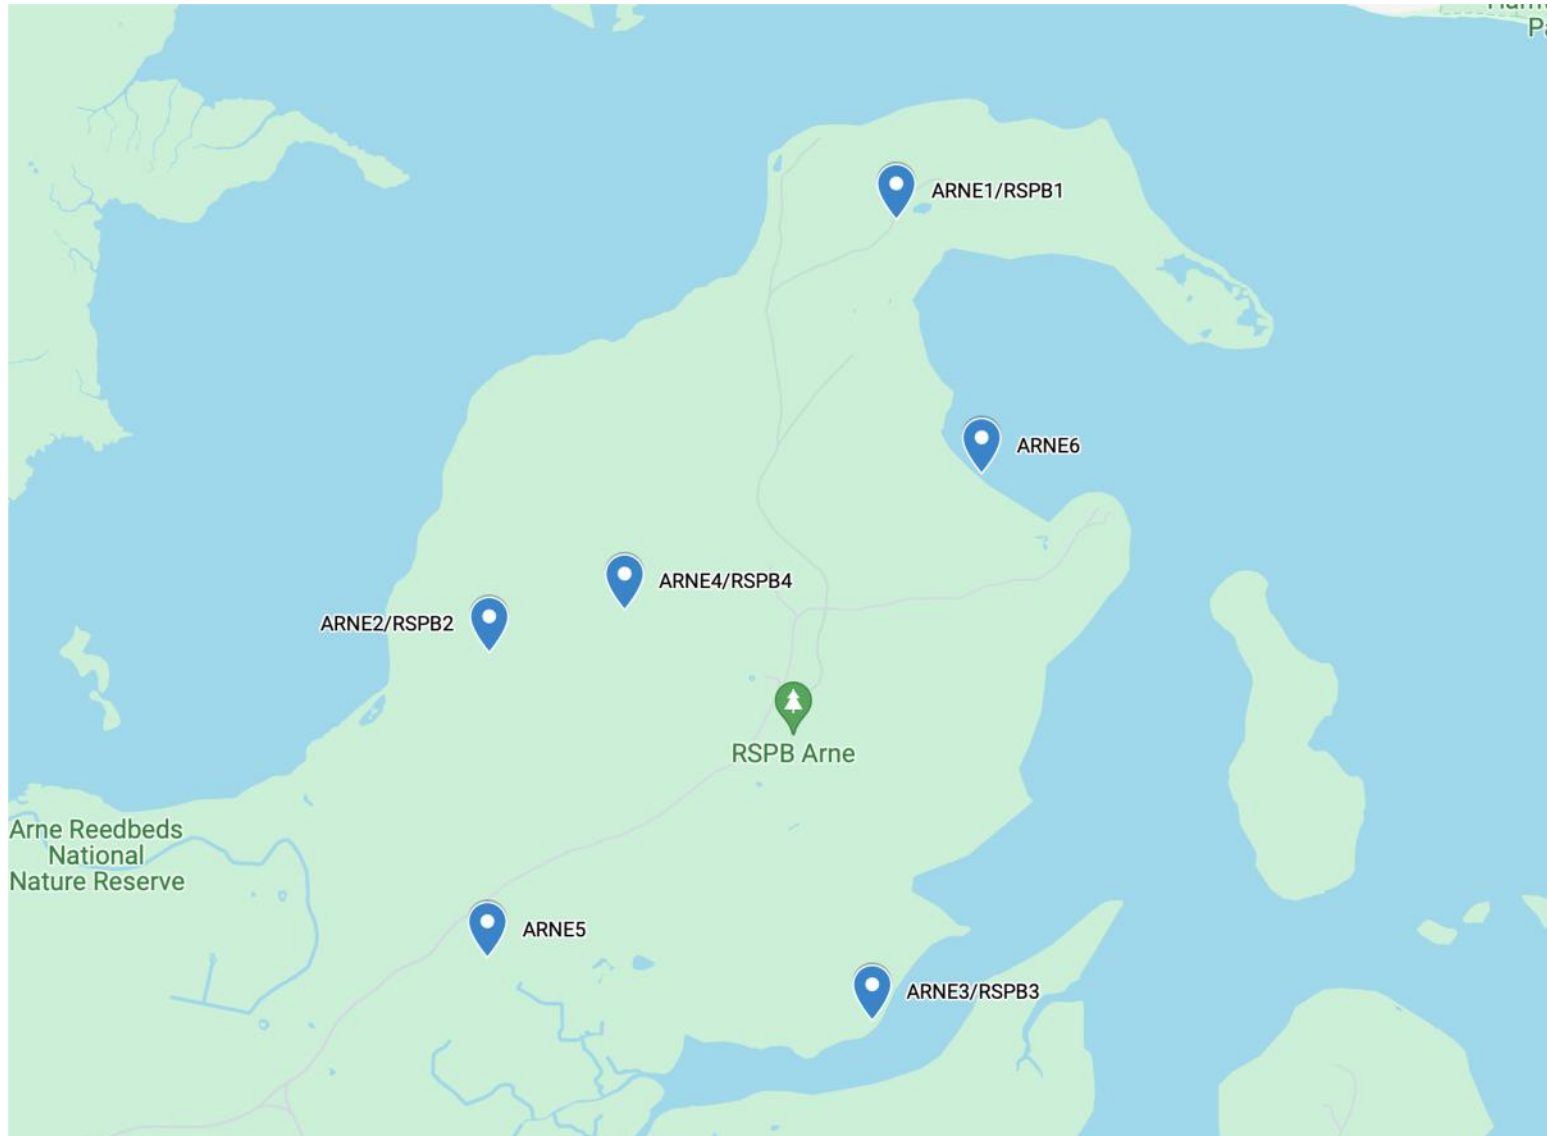 ARNE1/RSPB1
ARNE6
ARNE4/RSPB4
ARNE2/RSPB2
RSPB Arne
Arne Reedbeds
National
Nature Reserve
ARNE5
ARNE3/RSPB3